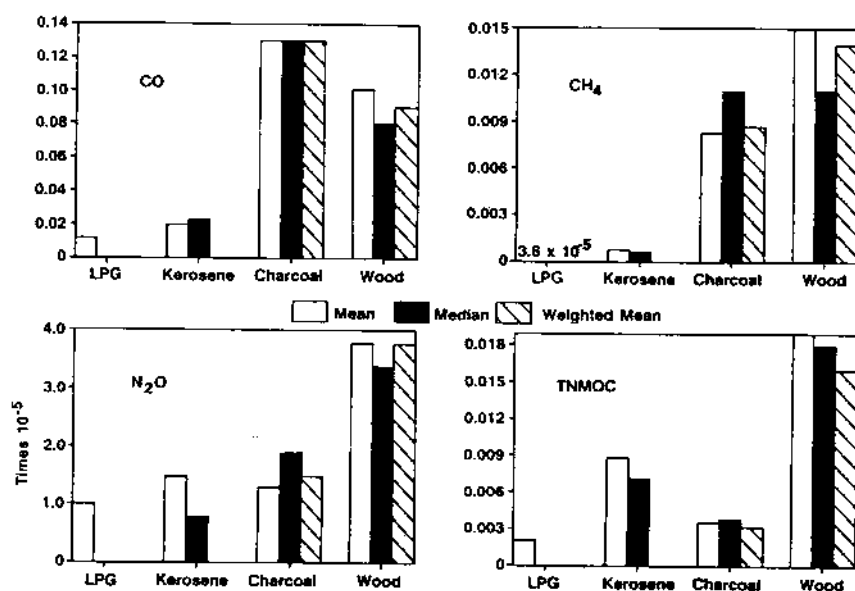 0.14
0.12
0.10
0.08
0.06
0.04
0.02
0
CO
LPG Kerosene Charcoal Wood
0.015
0.012
0.009
0.006
0.003
0
CH4
3.6 x 10-5
LPG Kerosene Charcoal Wood
Mean Median Weighted Mean
4.0
3.0
2.0
1.0
0
Times 10-5
N2O
LPG Kerosene Charcoal Wood
0.018
0.015
0.012
0.009
0.006
0.003
0
TNMOC
LPG Kerosene Charcoal Wood